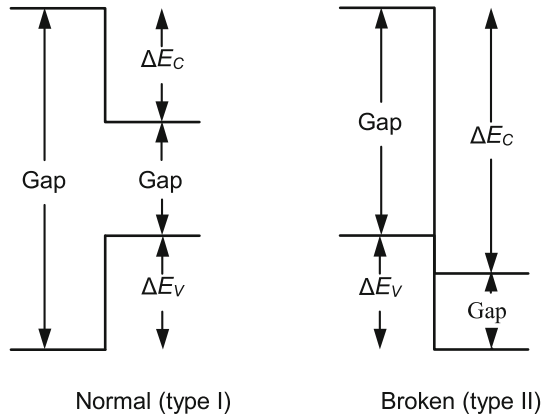 ΔE_C
Gap
Gap
ΔE_V
Normal (type I)
Gap
ΔE_C
ΔE_V
Gap
Broken (type II)